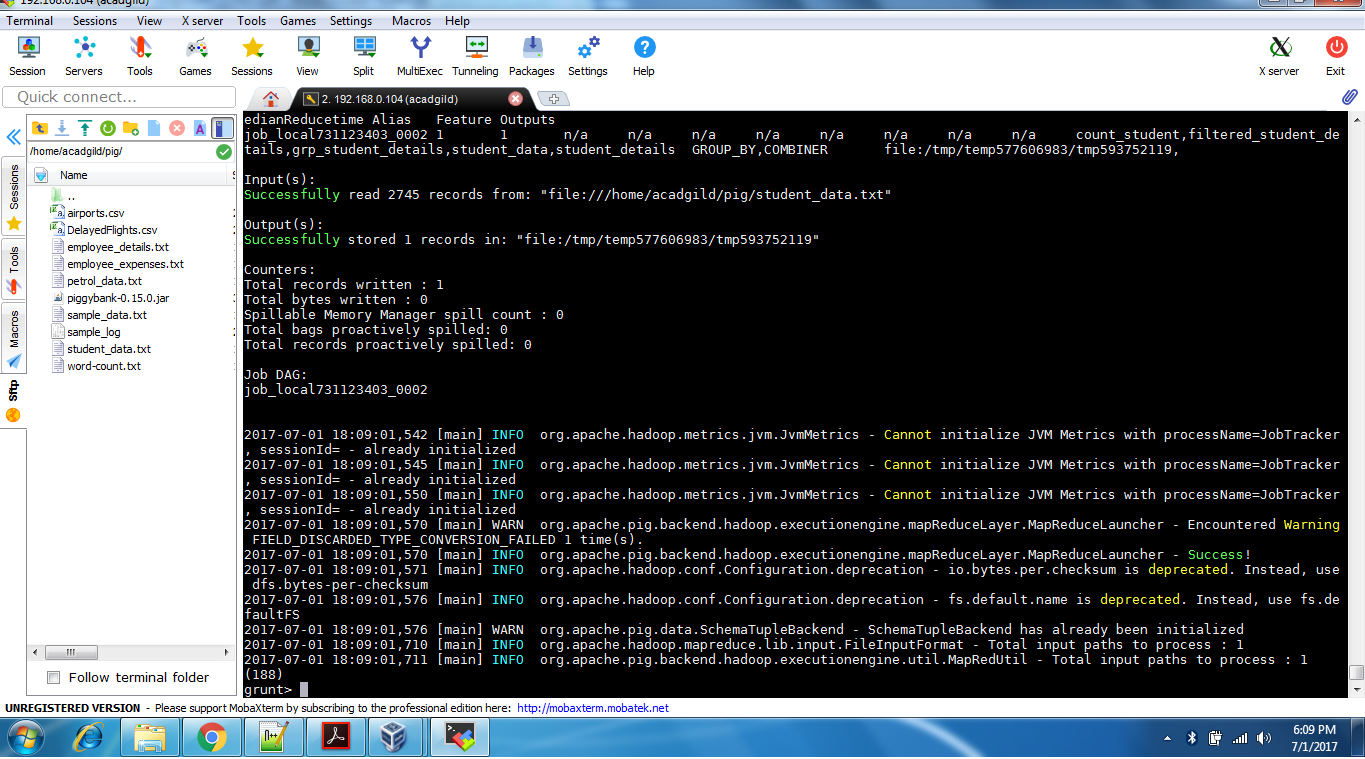 192.168.0.104 (acadgild)
Terminal Sessions View X server Tools Games Settings Macros Help
Session Servers Tools Games Sessions View Split MultiExec Tunneling Packages Settings Help X server Exit
Quick connect...
2. 192.168.0.104 (acadgild)
/home/acadgild/pig/
Name
..
airports.csv
DelayedFlights.csv
employee_details.txt
employee_expenses.txt
petrol_data.txt
piggybank-0.15.0.jar
sample_data.txt
sample_log
student_data.txt
word-count.txt
Sessions
Tools
Macros
Sftp
Follow terminal folder
edianReducetime Alias Feature Outputs
job_local731123403_0002 1 1 n/a n/a n/a n/a n/a n/a n/a n/a count_student,filtered_student_de
tails,grp_student_details,student_data,student_details GROUP_BY,COMBINER file:/tmp/temp577606983/tmp593752119,
Input(s):
Successfully read 2745 records from: "file:///home/acadgild/pig/student_data.txt"
Output(s):
Successfully stored 1 records in: "file:/tmp/temp577606983/tmp593752119"
Counters:
Total records written : 1
Total bytes written : 0
Spillable Memory Manager spill count : 0
Total bags proactively spilled: 0
Total records proactively spilled: 0
Job DAG:
job_local731123403_0002
2017-07-01 18:09:01,542 [main] INFO org.apache.hadoop.metrics.jvm.JvmMetrics - Cannot initialize JVM Metrics with processName=JobTracker
, sessionId= - already initialized
2017-07-01 18:09:01,545 [main] INFO org.apache.hadoop.metrics.jvm.JvmMetrics - Cannot initialize JVM Metrics with processName=JobTracker
, sessionId= - already initialized
2017-07-01 18:09:01,550 [main] INFO org.apache.hadoop.metrics.jvm.JvmMetrics - Cannot initialize JVM Metrics with processName=JobTracker
, sessionId= - already initialized
2017-07-01 18:09:01,570 [main] WARN org.apache.pig.backend.hadoop.executionengine.mapReduceLayer.MapReduceLauncher - Encountered Warning
FIELD_DISCARDED_TYPE_CONVERSION_FAILED 1 time(s).
2017-07-01 18:09:01,570 [main] INFO org.apache.pig.backend.hadoop.executionengine.mapReduceLayer.MapReduceLauncher - Success!
2017-07-01 18:09:01,571 [main] INFO org.apache.hadoop.conf.Configuration.deprecation - io.bytes.per.checksum is deprecated. Instead, use
dfs.bytes-per-checksum
2017-07-01 18:09:01,576 [main] INFO org.apache.hadoop.conf.Configuration.deprecation - fs.default.name is deprecated. Instead, use fs.de
faultFS
2017-07-01 18:09:01,576 [main] WARN org.apache.pig.data.SchemaTupleBackend - SchemaTupleBackend has already been initialized
2017-07-01 18:09:01,710 [main] INFO org.apache.hadoop.mapreduce.lib.input.FileInputFormat - Total input paths to process : 1
2017-07-01 18:09:01,711 [main] INFO org.apache.pig.backend.hadoop.executionengine.util.MapRedUtil - Total input paths to process : 1
(188)
grunt>
UNREGISTERED VERSION - Please support MobaXterm by subscribing to the professional edition here: http://mobaxterm.mobatek.net
6:09 PM
7/1/2017